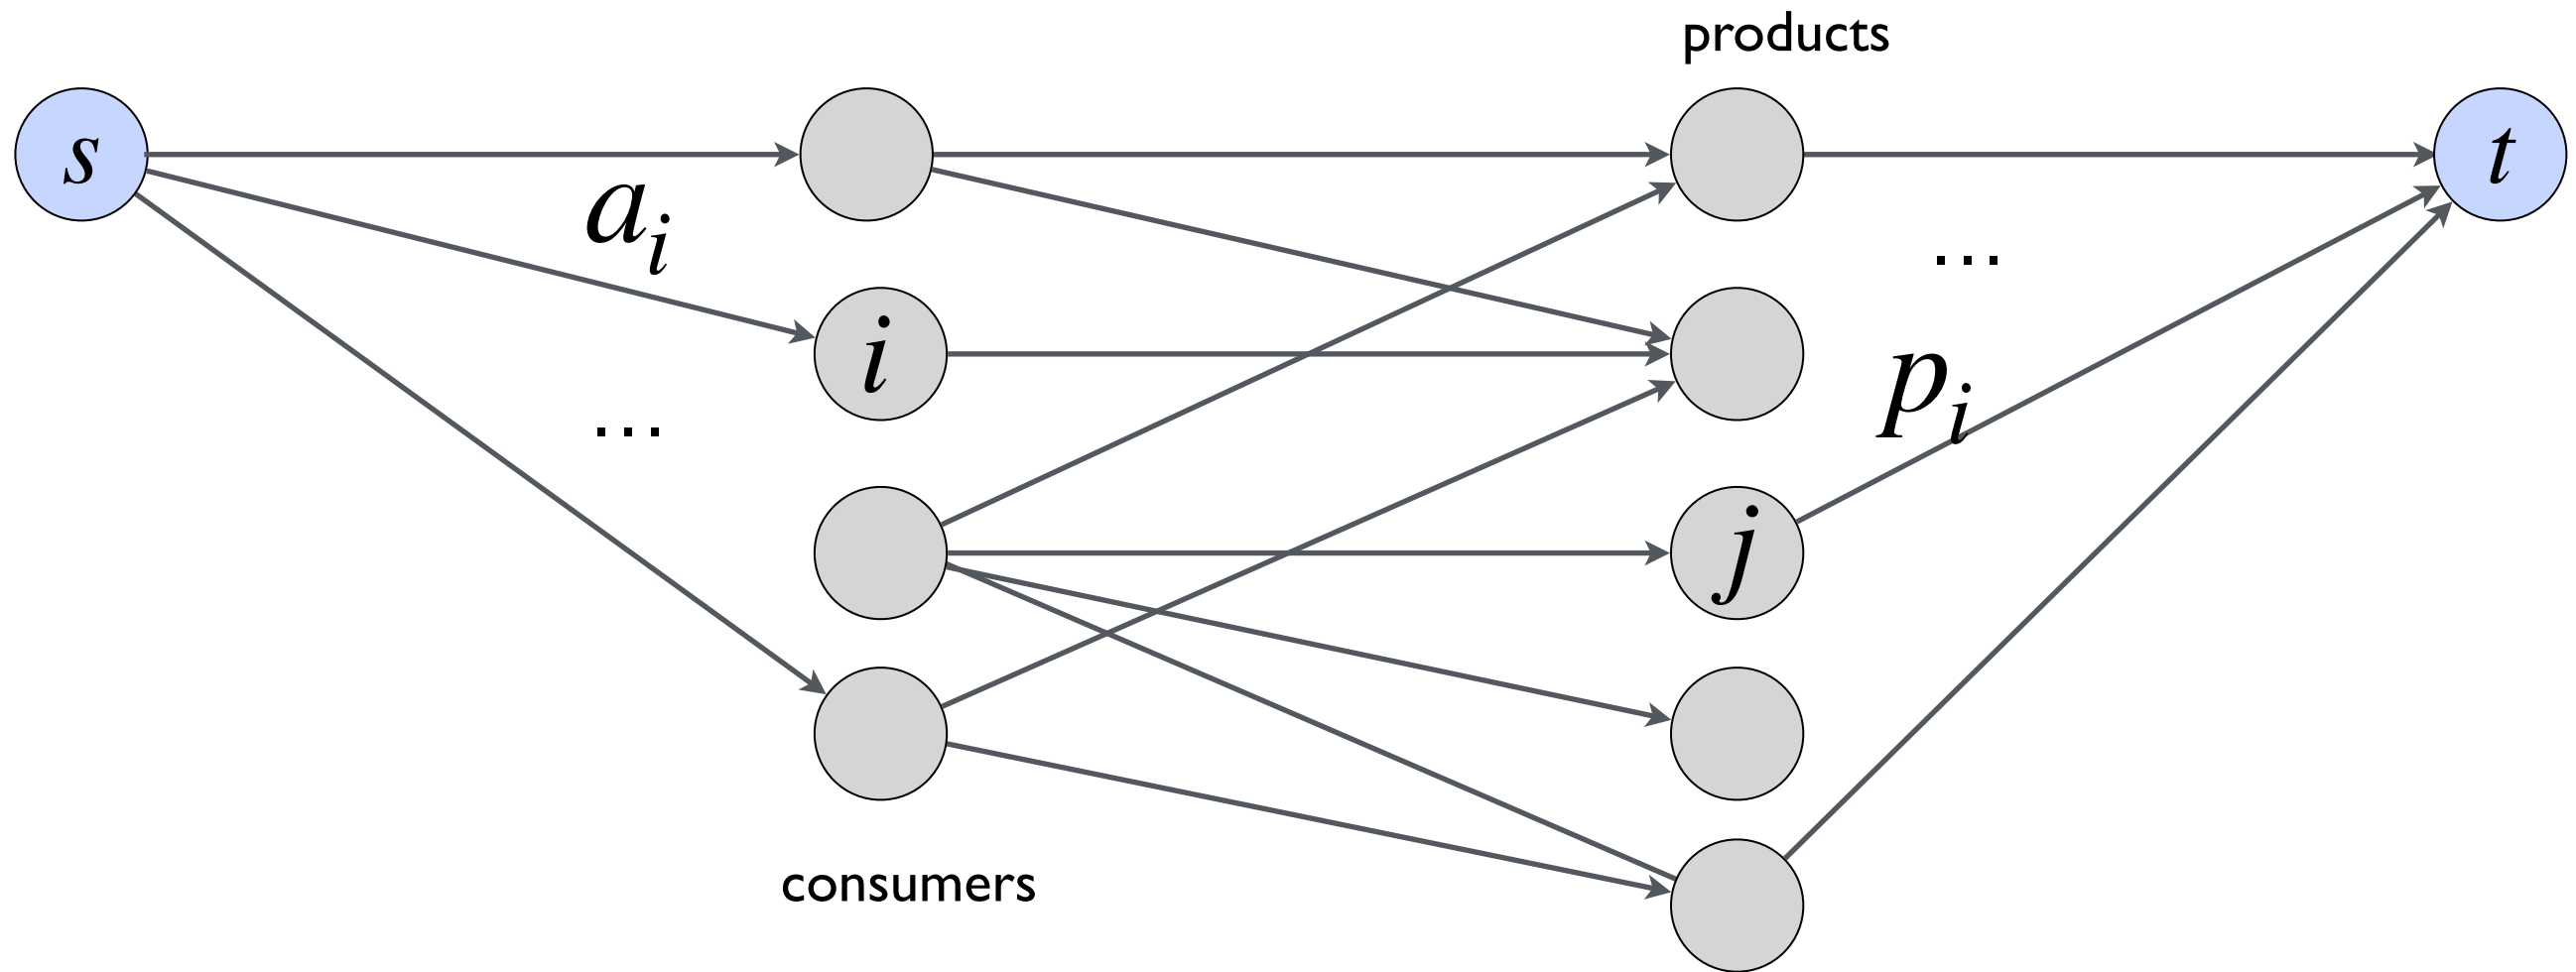 products
s
t
a_i
...
i
p_i
...
j
consumers